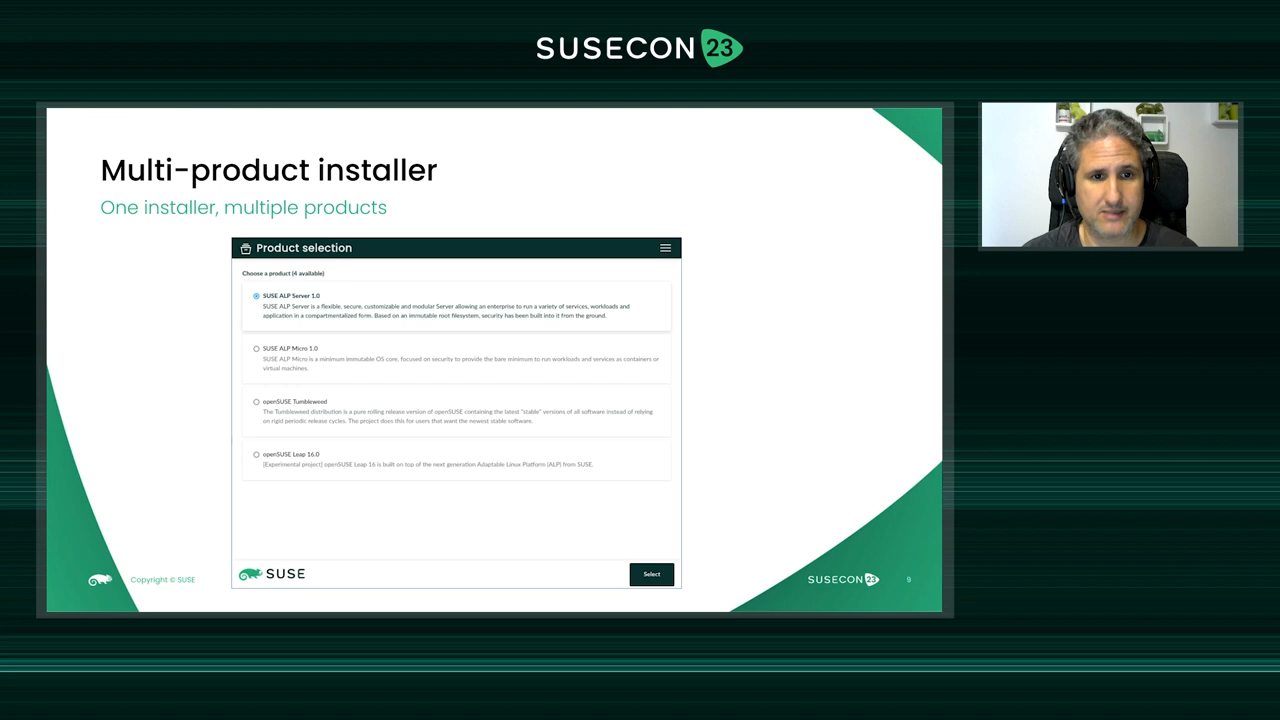 SUSECON 23
Multi-product installer
One installer, multiple products
Product selection
Choose a product (4 available)
SUSE ALP Server 1.0
SUSE ALP Server is a flexible, secure, customizable and modular Server allowing an enterprise to run a variety of services, workloads and
application in a compartmentalized form. Based on an immutable root filesystem, security has been built into it from the ground.
SUSE ALP Micro 1.0
SUSE ALP Micro is a minimum immutable OS core, focused on security to provide the bare minimum to run workloads and services as containers or
virtual machines.
openSUSE Tumbleweed
The Tumbleweed distribution is a pure rolling release version of openSUSE containing the latest "stable" versions of all software instead of relying
on rigid periodic release cycles. The project does this for users that want the newest stable software.
openSUSE Leap 16.0
[Experimental project] openSUSE Leap 16 is built on top of the next generation Adaptable Linux Platform (ALP) from SUSE.
SUSE
Select
Copyright © SUSE
SUSECON 23
9